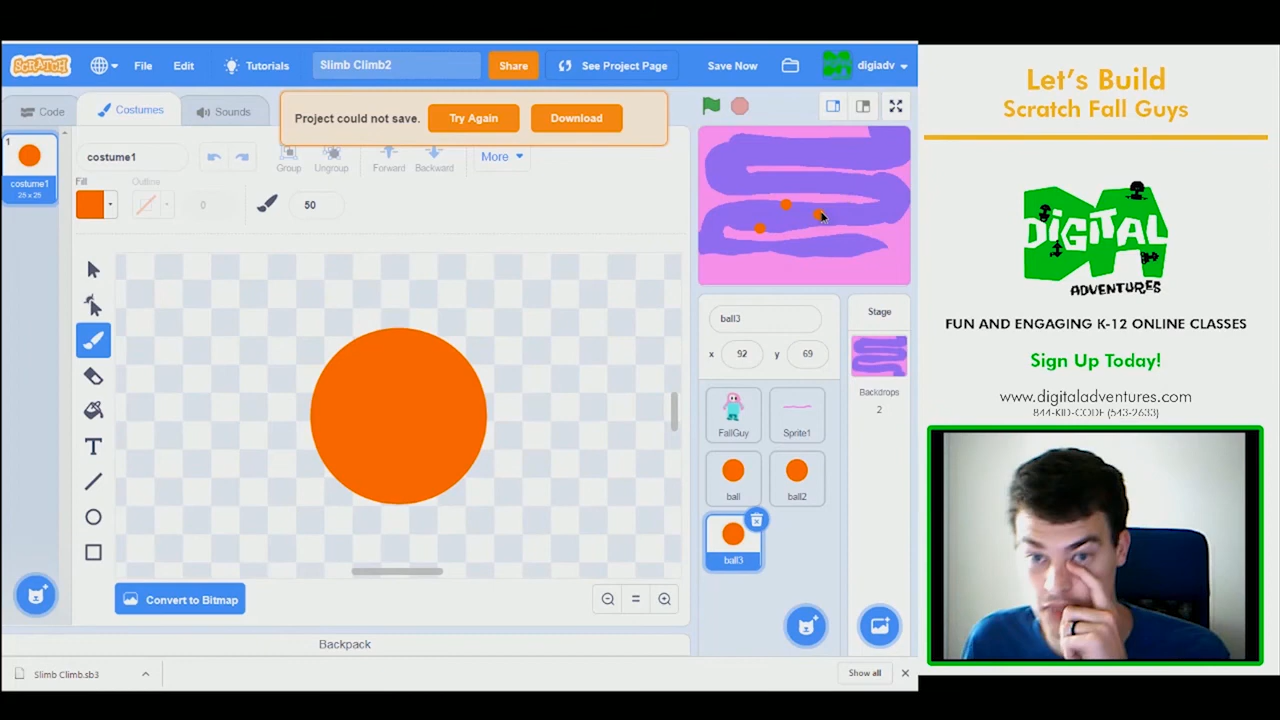 SCRATCH
File
Edit
Tutorials
Slimb Climb2
Share
See Project Page
Save Now
digiadv
Code
Costumes
Sounds
Project could not save.
Try Again
Download
costume1
Group
Ungroup
Forward
Backward
More
Fill
Outline
0
50
1
costume1
25 x 25
Convert to Bitmap
Backpack
ball3
x
92
y
69
FallGuy
Sprite1
ball
ball2
ball3
Stage
Backdrops
2
Slimb Climb.sb3
Show all
Let's Build
Scratch Fall Guys
DIGITAL
ADVENTURES
FUN AND ENGAGING K-12 ONLINE CLASSES
Sign Up Today!
www.digitaladventures.com
844-KID-CODE (543-2633)